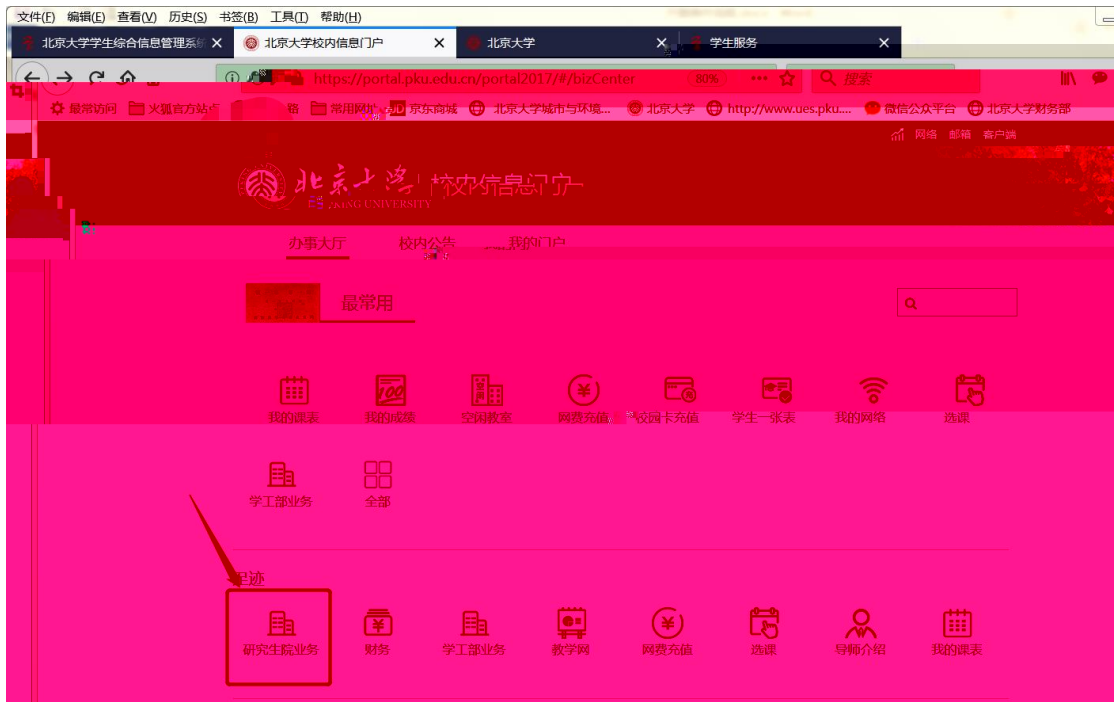 文件(F) 编辑(E) 查看(V) 历史(S) 书签(B) 工具(T) 帮助(H)
北京大学学生综合信息管理系统 北京大学校内信息门户 北京大学 学生服务
https://portal.pku.edu.cn/portal2017/#/bizCenter 80% 搜索
最常访问 火狐官方站点 常用网址 JD 京东商城 北京大学城市与环境... 北京大学 http://www.ues.pku.... 微信公众平台 北京大学财务部
网络 邮箱 客户端
北京大学 校内信息门户
PEKING UNIVERSITY
办事大厅 校内公告 我的门户
最常用
我的课表 我的成绩 空闲教室 网费充值 校园卡充值 学生一张表 我的网络 选课
学工部业务 全部
足迹
研究生院业务 财务 学工部业务 教学网 网费充值 选课 导师介绍 我的课表